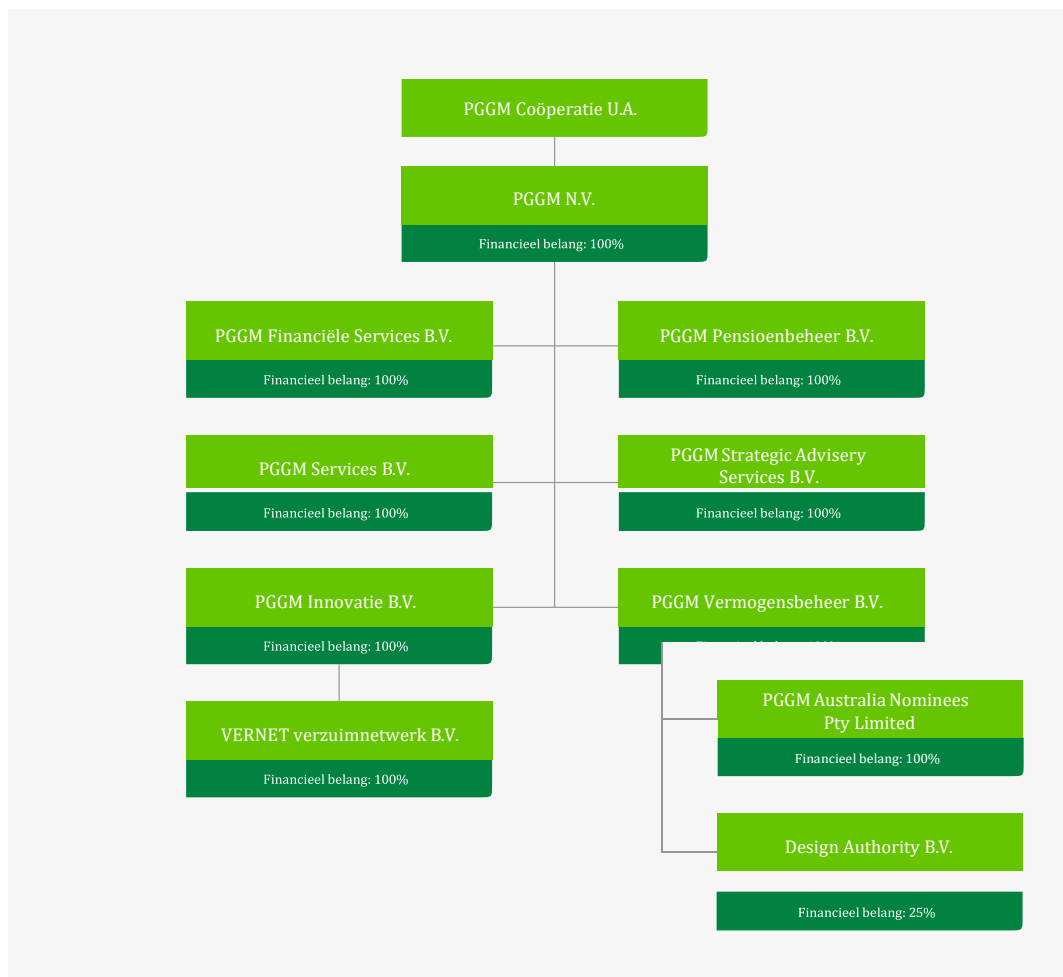 PGGM Coöperatie U.A.
PGGM N.V.
Financieel belang: 100%
PGGM Financiële Services B.V.
Financieel belang: 100%
PGGM Pensioenbeheer B.V.
Financieel belang: 100%
PGGM Services B.V.
Financieel belang: 100%
PGGM Strategic Advisery
Services B.V.
Financieel belang: 100%
PGGM Innovatie B.V.
Financieel belang: 100%
PGGM Vermogensbeheer B.V.
VERNET verzuimnetwerk B.V.
Financieel belang: 100%
PGGM Australia Nominees
Pty Limited
Financieel belang: 100%
Design Authority B.V.
Financieel belang: 25%